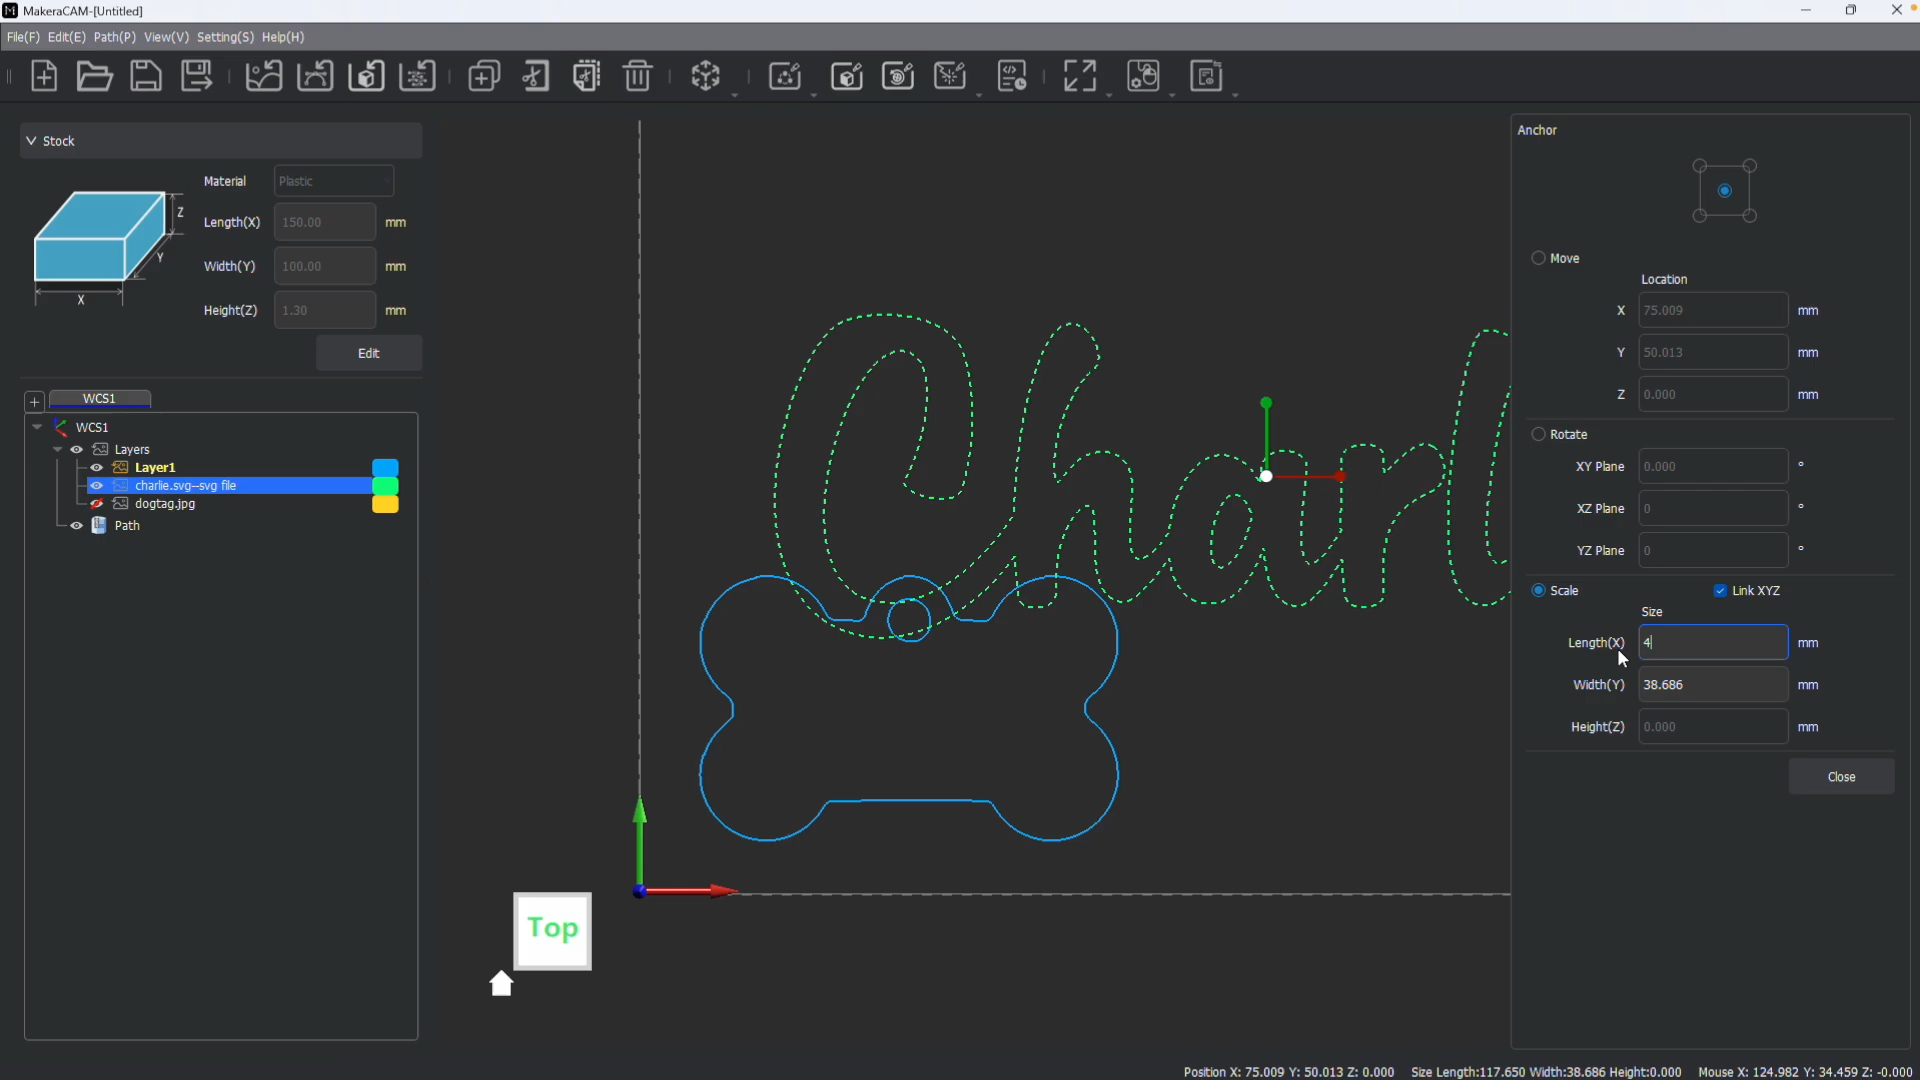 MakeraCAM-[Untitled]
File(F) Edit(E) Path(P) View(V) Setting(S) Help(H)
Stock
Material Plastic
Length(X) 150.00 mm
Width(Y) 100.00 mm
Height(Z) 1.30 mm
Z
Y
X
Edit
+ WCS1
WCS1
Layers
Layer1
charlie.svg--svg file
dogtag.jpg
Path
Charl
Top
Anchor
Move
Location
X 75.009 mm
Y 50.013 mm
Z 0.000 mm
Rotate
XY Plane 0.000 °
XZ Plane 0 °
YZ Plane 0 °
Scale Link XYZ
Size
Length(X) 4 mm
Width(Y) 38.686 mm
Height(Z) 0.000 mm
Close
Position X: 75.009 Y: 50.013 Z: 0.000 Size Length:117.650 Width:38.686 Height:0.000 Mouse X: 124.982 Y: 34.459 Z: -0.000